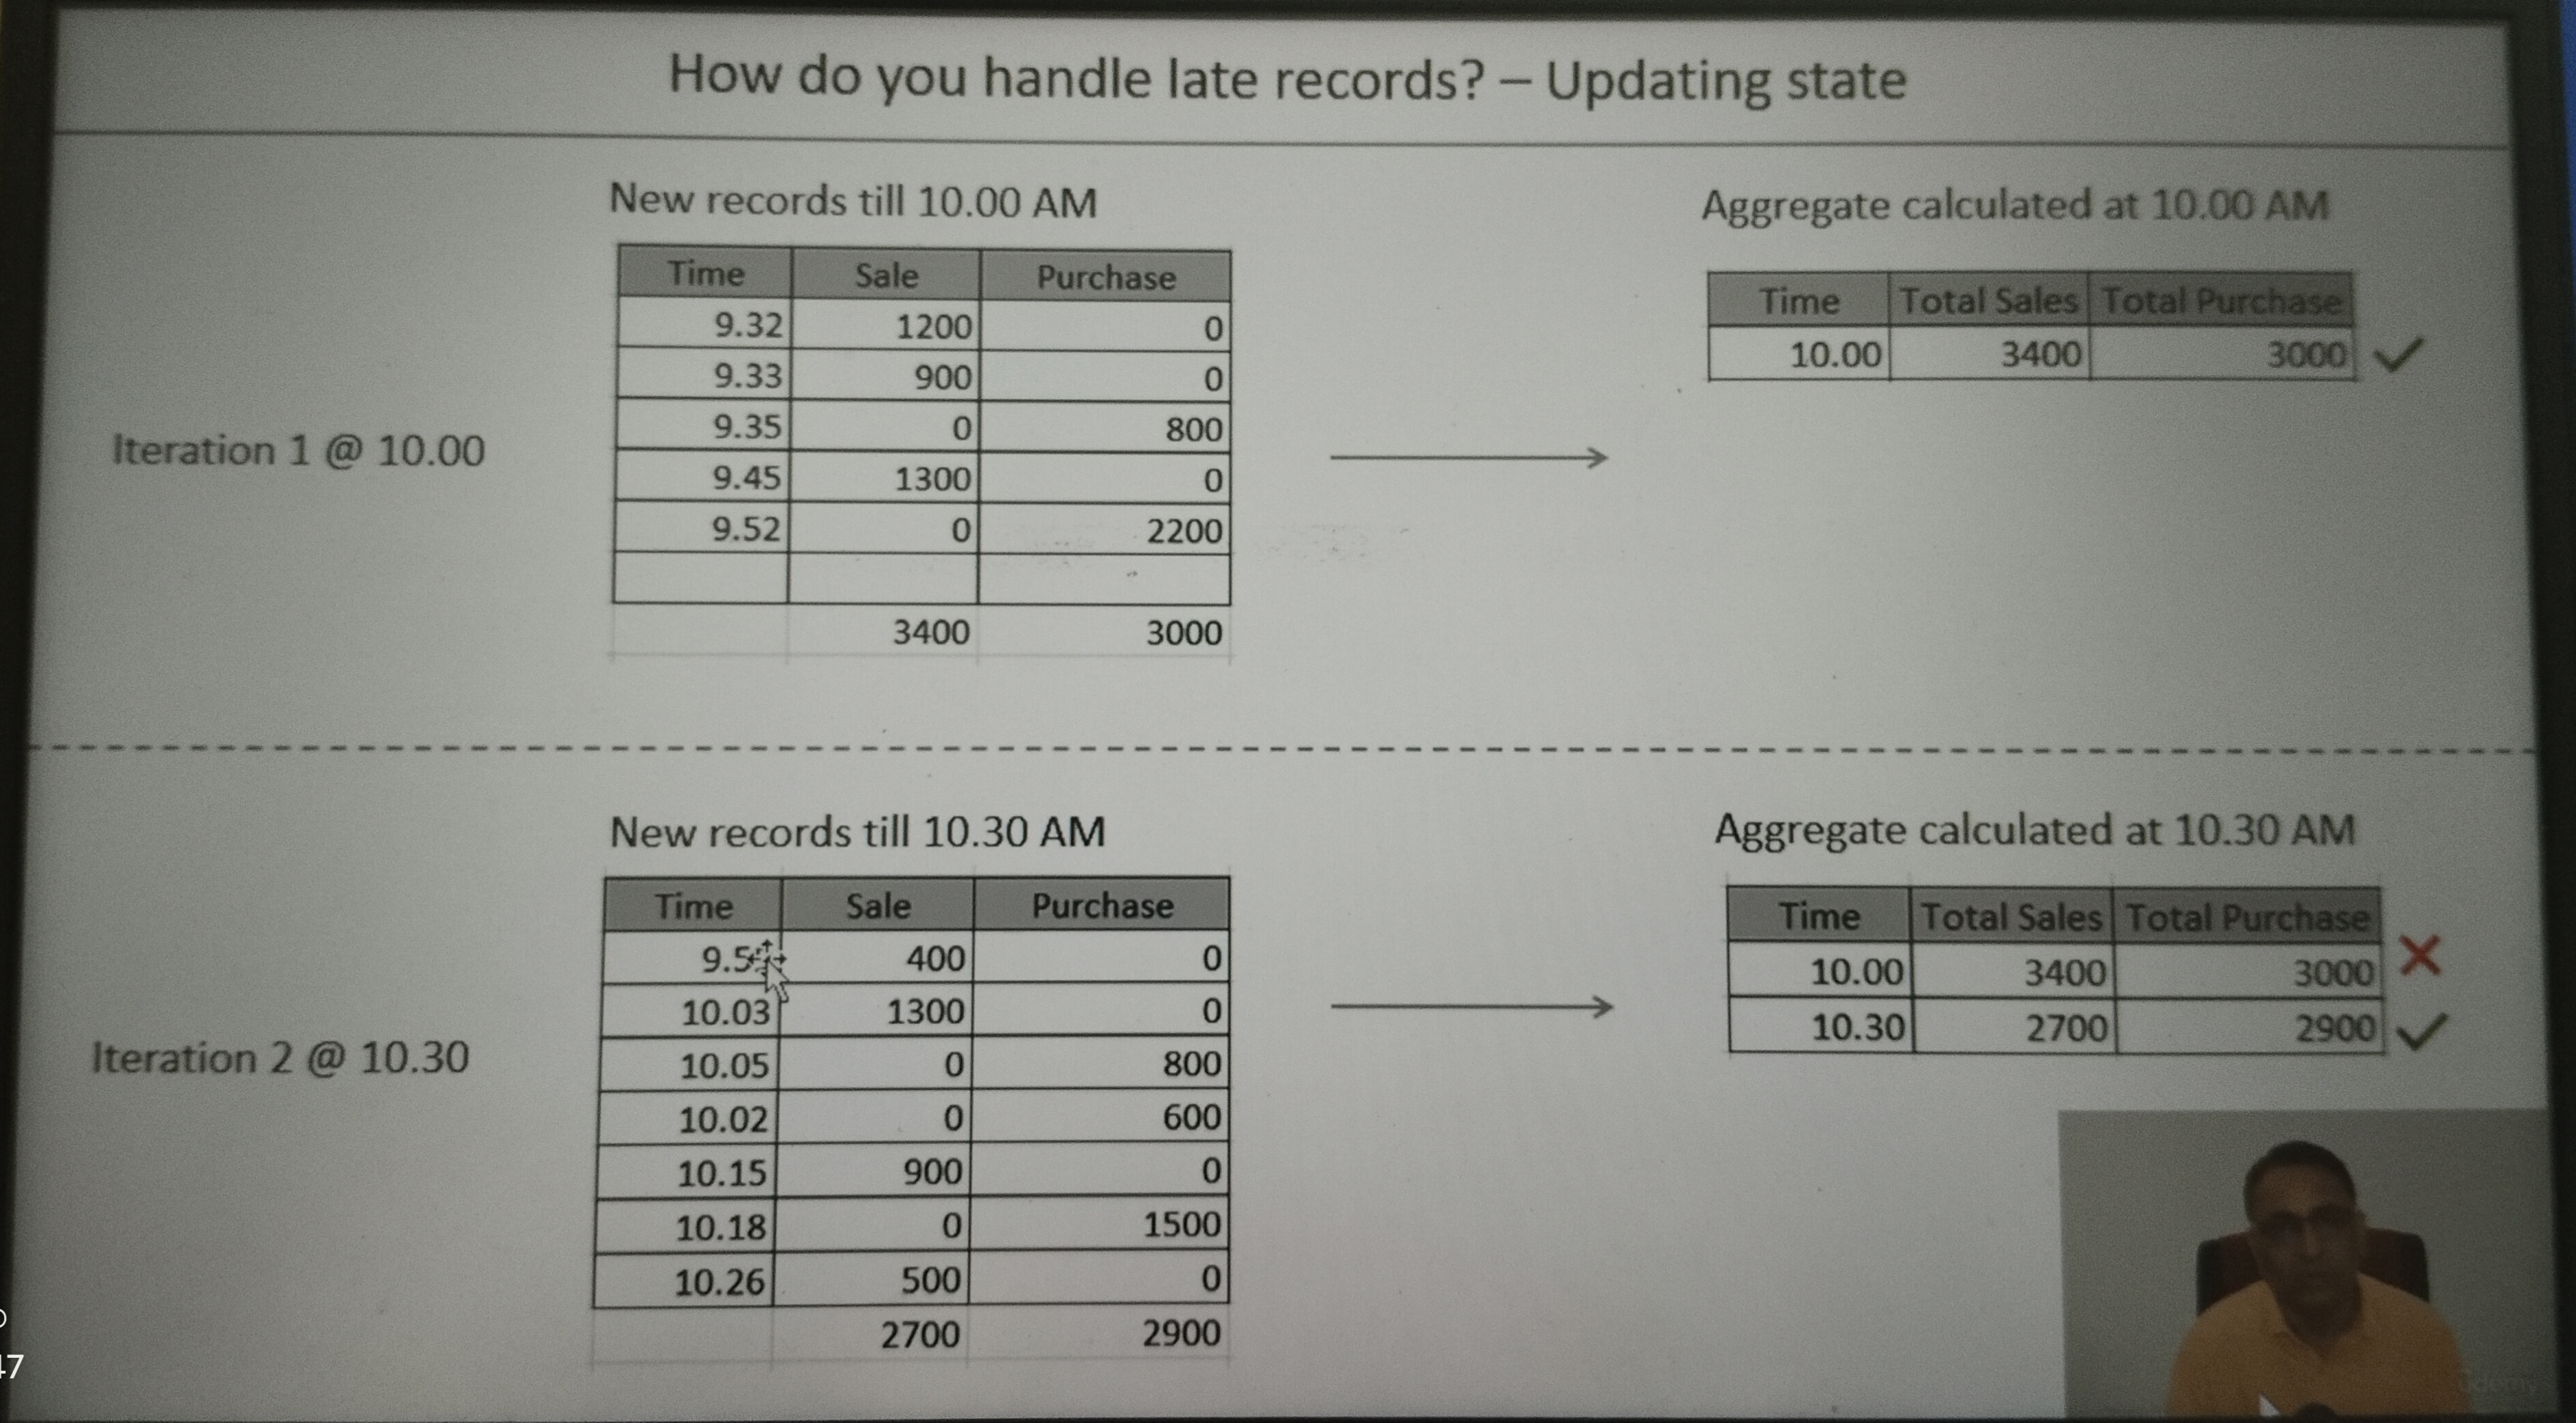 How do you handle late records? – Updating state
New records till 10.00 AM
Aggregate calculated at 10.00 AM
Iteration 1 @ 10.00
Time Sale Purchase
9.32 1200 0
9.33 900 0
9.35 0 800
9.45 1300 0
9.52 0 2200
3400 3000
Time Total Sales Total Purchase
10.00 3400 3000
New records till 10.30 AM
Aggregate calculated at 10.30 AM
Iteration 2 @ 10.30
Time Sale Purchase
400 0
10.03 1300 0
10.05 0 800
10.02 0 600
10.15 900 0
10.18 0 1500
10.26 500 0
2700 2900
Time Total Sales Total Purchase
10.00 3400 3000
10.30 2700 2900
udemy